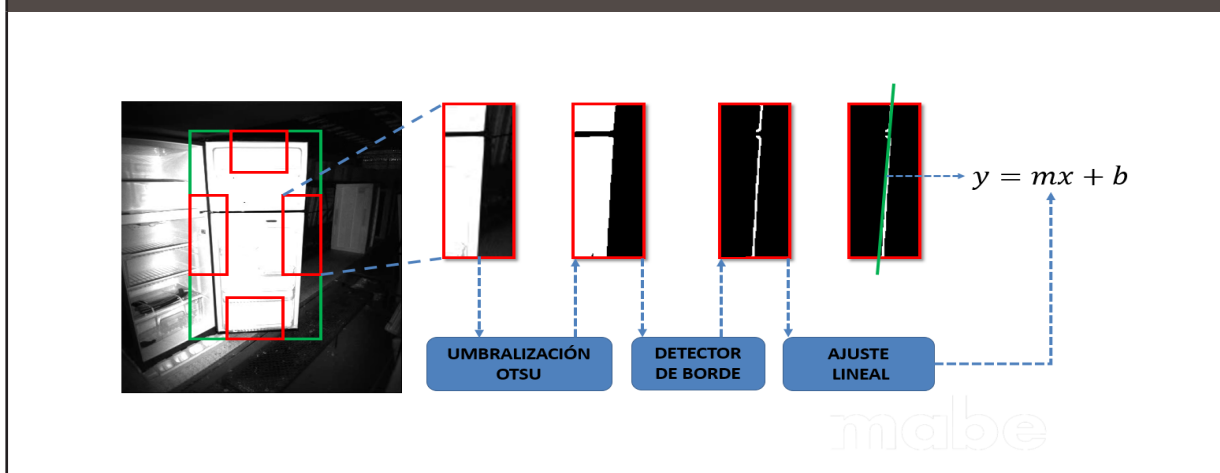 y = mx + b
UMBRALIZACIÓN
OTSU
DETECTOR
DE BORDE
AJUSTE
LINEAL
mabe